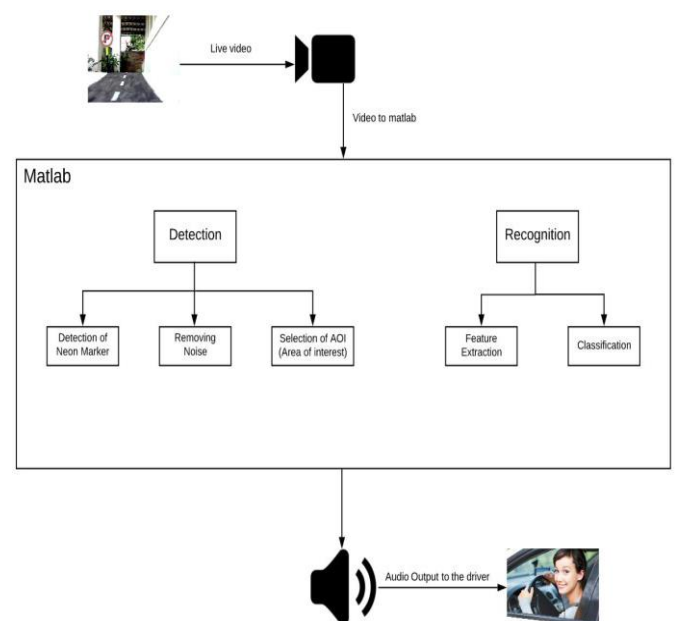 Live video
Video to matlab
Matlab
Detection
Recognition
Detection of
Neon Marker
Removing
Noise
Selection of AOI
(Area of interest)
Feature
Extraction
Classification
Audio Output to the driver